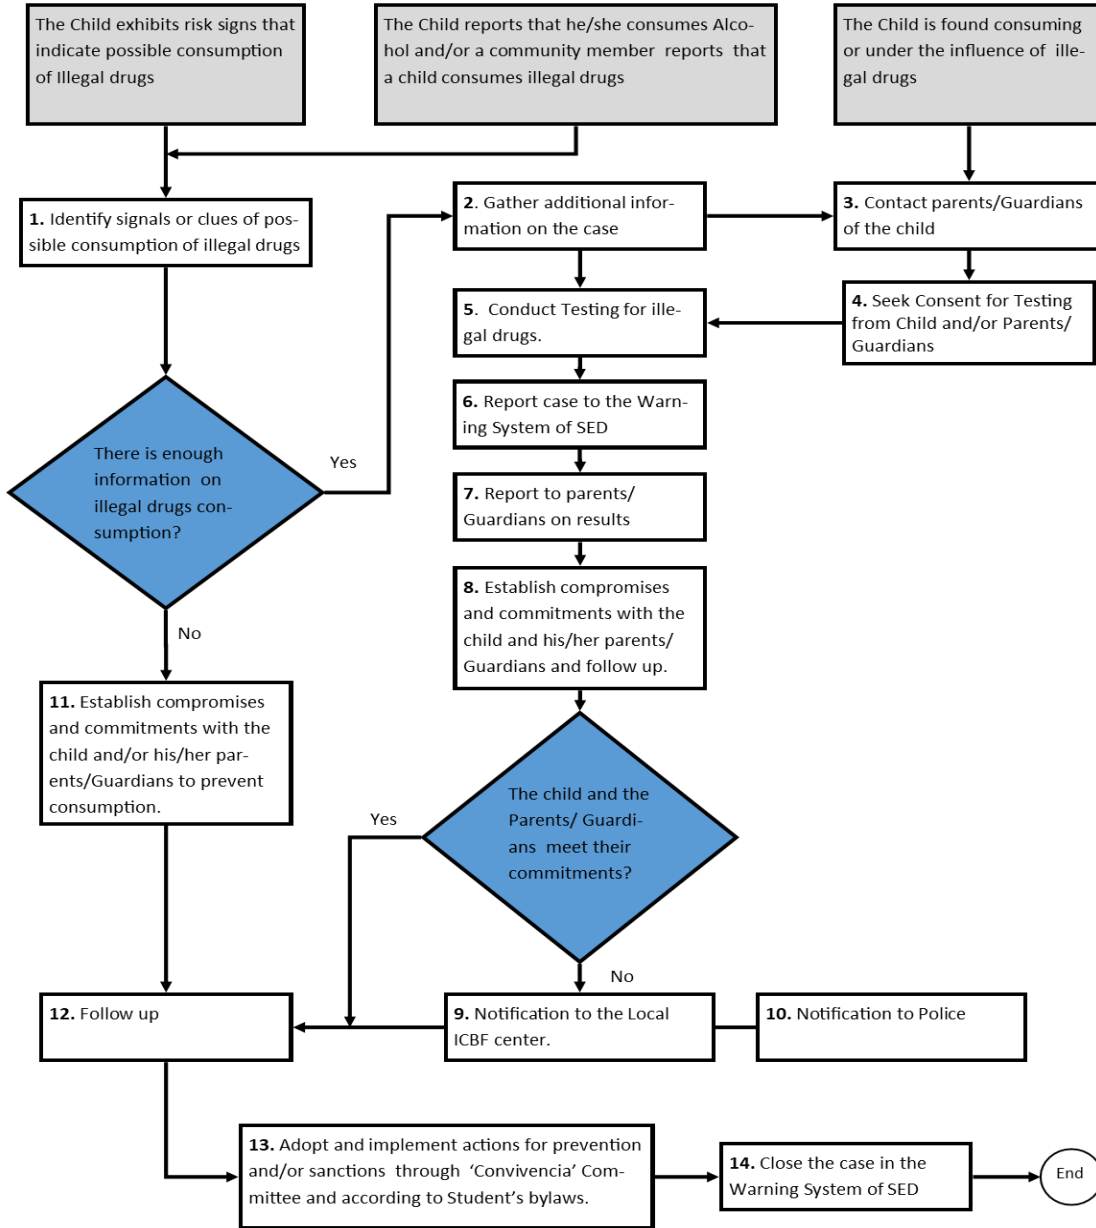 The Child exhibits risk signs that
indicate possible consumption
of Illegal drugs
The Child reports that he/she consumes Alco-
hol and/or a community member reports that
a child consumes illegal drugs
The Child is found consuming
or under the influence of ille-
gal drugs
1. Identify signals or clues of pos-
sible consumption of illegal drugs
2. Gather additional infor-
mation on the case
3. Contact parents/Guardians
of the child
5. Conduct Testing for ille-
gal drugs.
4. Seek Consent for Testing
from Child and/or Parents/
Guardians
6. Report case to the Warn-
ing System of SED
There is enough
information on
illegal drugs con-
sumption?
Yes
7. Report to parents/
Guardians on results
8. Establish compromises
and commitments with the
child and his/her parents/
Guardians and follow up.
No
11. Establish compromises
and commitments with the
child and/or his/her par-
ents/Guardians to prevent
consumption.
The child and the
Parents/ Guardi-
ans meet their
commitments?
Yes
No
12. Follow up
9. Notification to the Local
ICBF center.
10. Notification to Police
13. Adopt and implement actions for prevention
and/or sanctions through ‘Convivencia’ Com-
mittee and according to Student’s bylaws.
14. Close the case in the
Warning System of SED
End